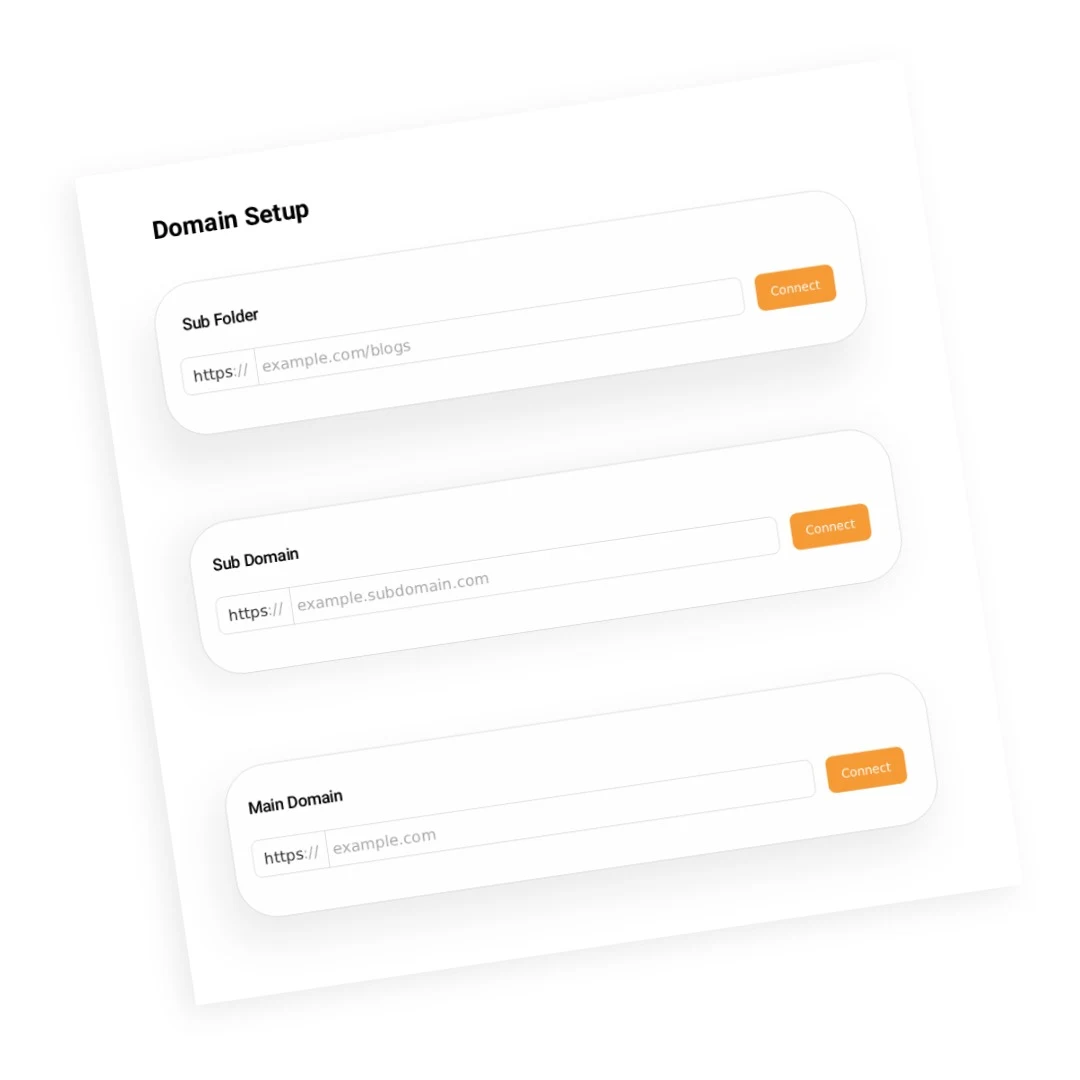 Domain Setup
Sub Folder
https:// example.com/blogs
Connect
Sub Domain
https:// example.subdomain.com
Connect
Main Domain
https:// example.com
Connect